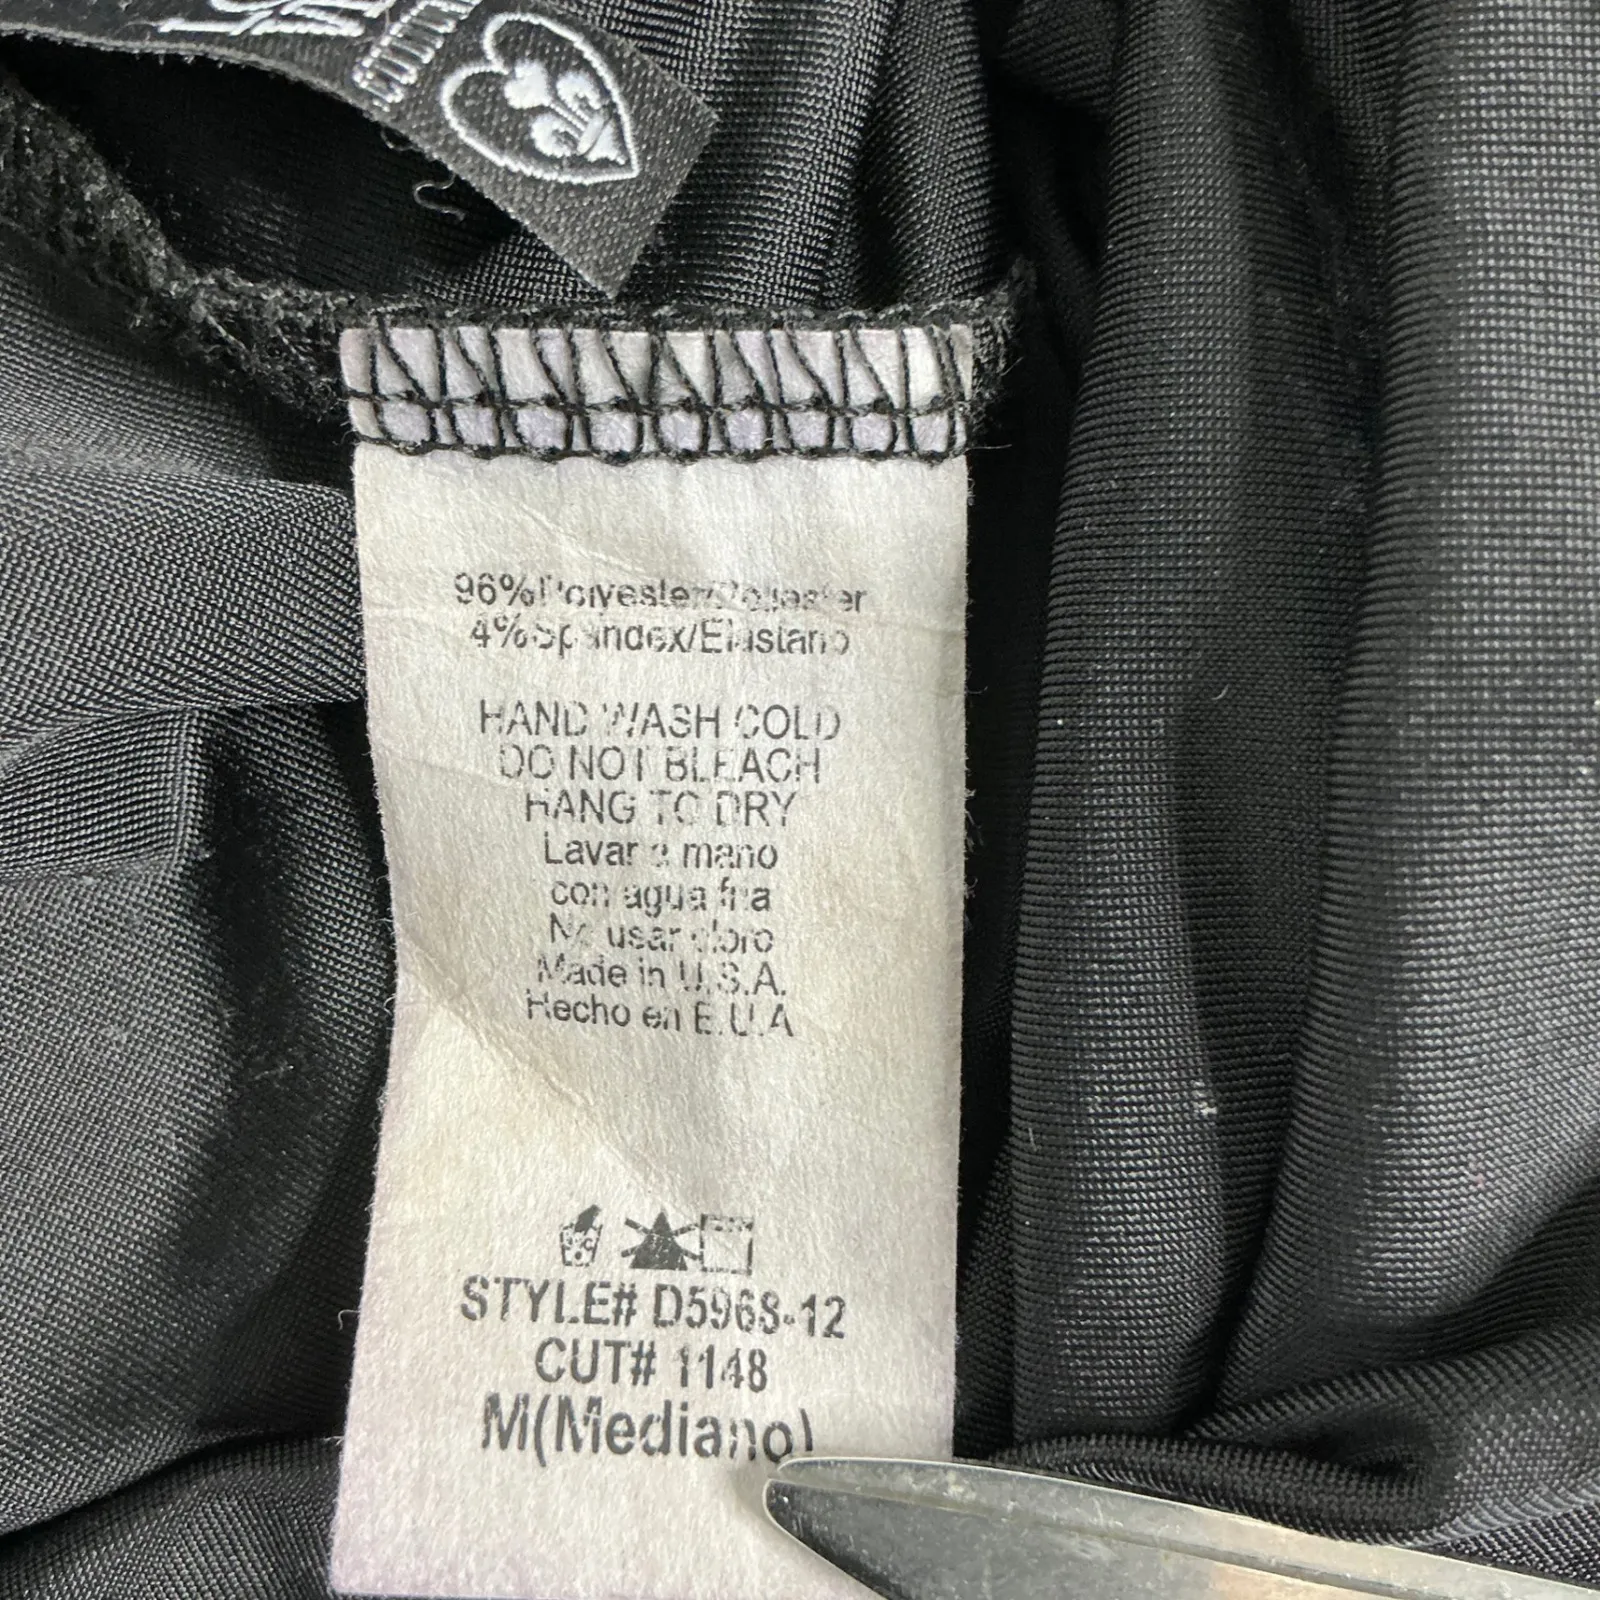 96%Polyester/Poliester
4%Spandex/Elastano
HAND WASH COLD
DO NOT BLEACH
HANG TO DRY
Lavar a mano
con agua fria
No usar cloro
Made in U.S.A.
Hecho en E.U.A
STYLE# D5968-12
CUT# 1148
M(Mediano)